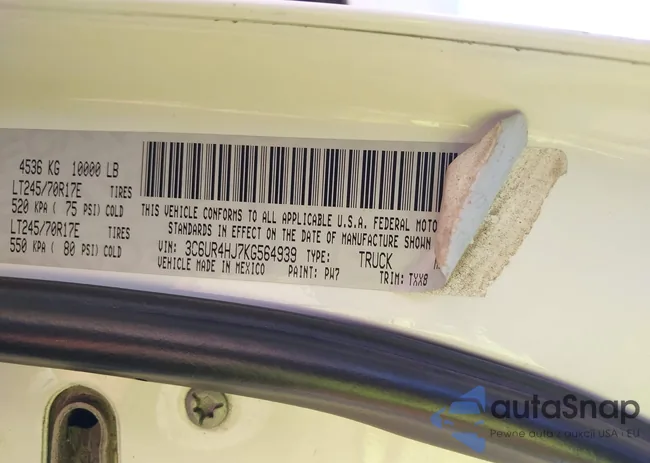 4536 KG 10000 LB
LT245/70R17E TIRES
520 KPA ( 75 PSI) COLD
LT245/70R17E TIRES
550 KPA ( 80 PSI) COLD
THIS VEHICLE CONFORMS TO ALL APPLICABLE U.S.A. FEDERAL MOTO
STANDARDS IN EFFECT ON THE DATE OF MANUFACTURE SHOWN
VIN: 3C6UR4HJ7KG564939 TYPE: TRUCK
VEHICLE MADE IN MEXICO PAINT: PW7 TRIM: TXX8
autaSnap
Pewne auta z aukcji USA i EU